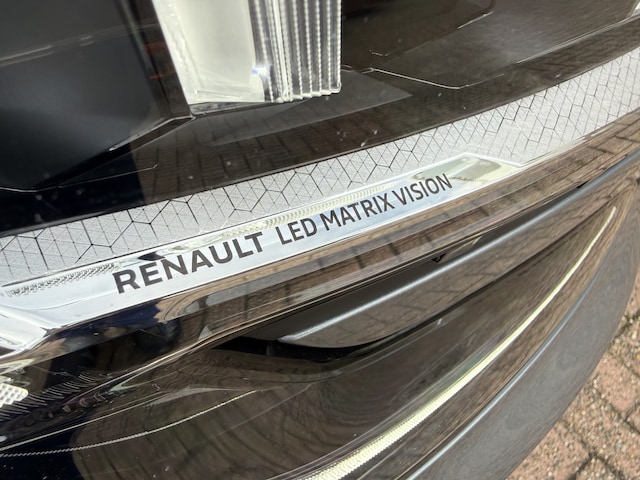 RENAULT LED MATRIX VISION